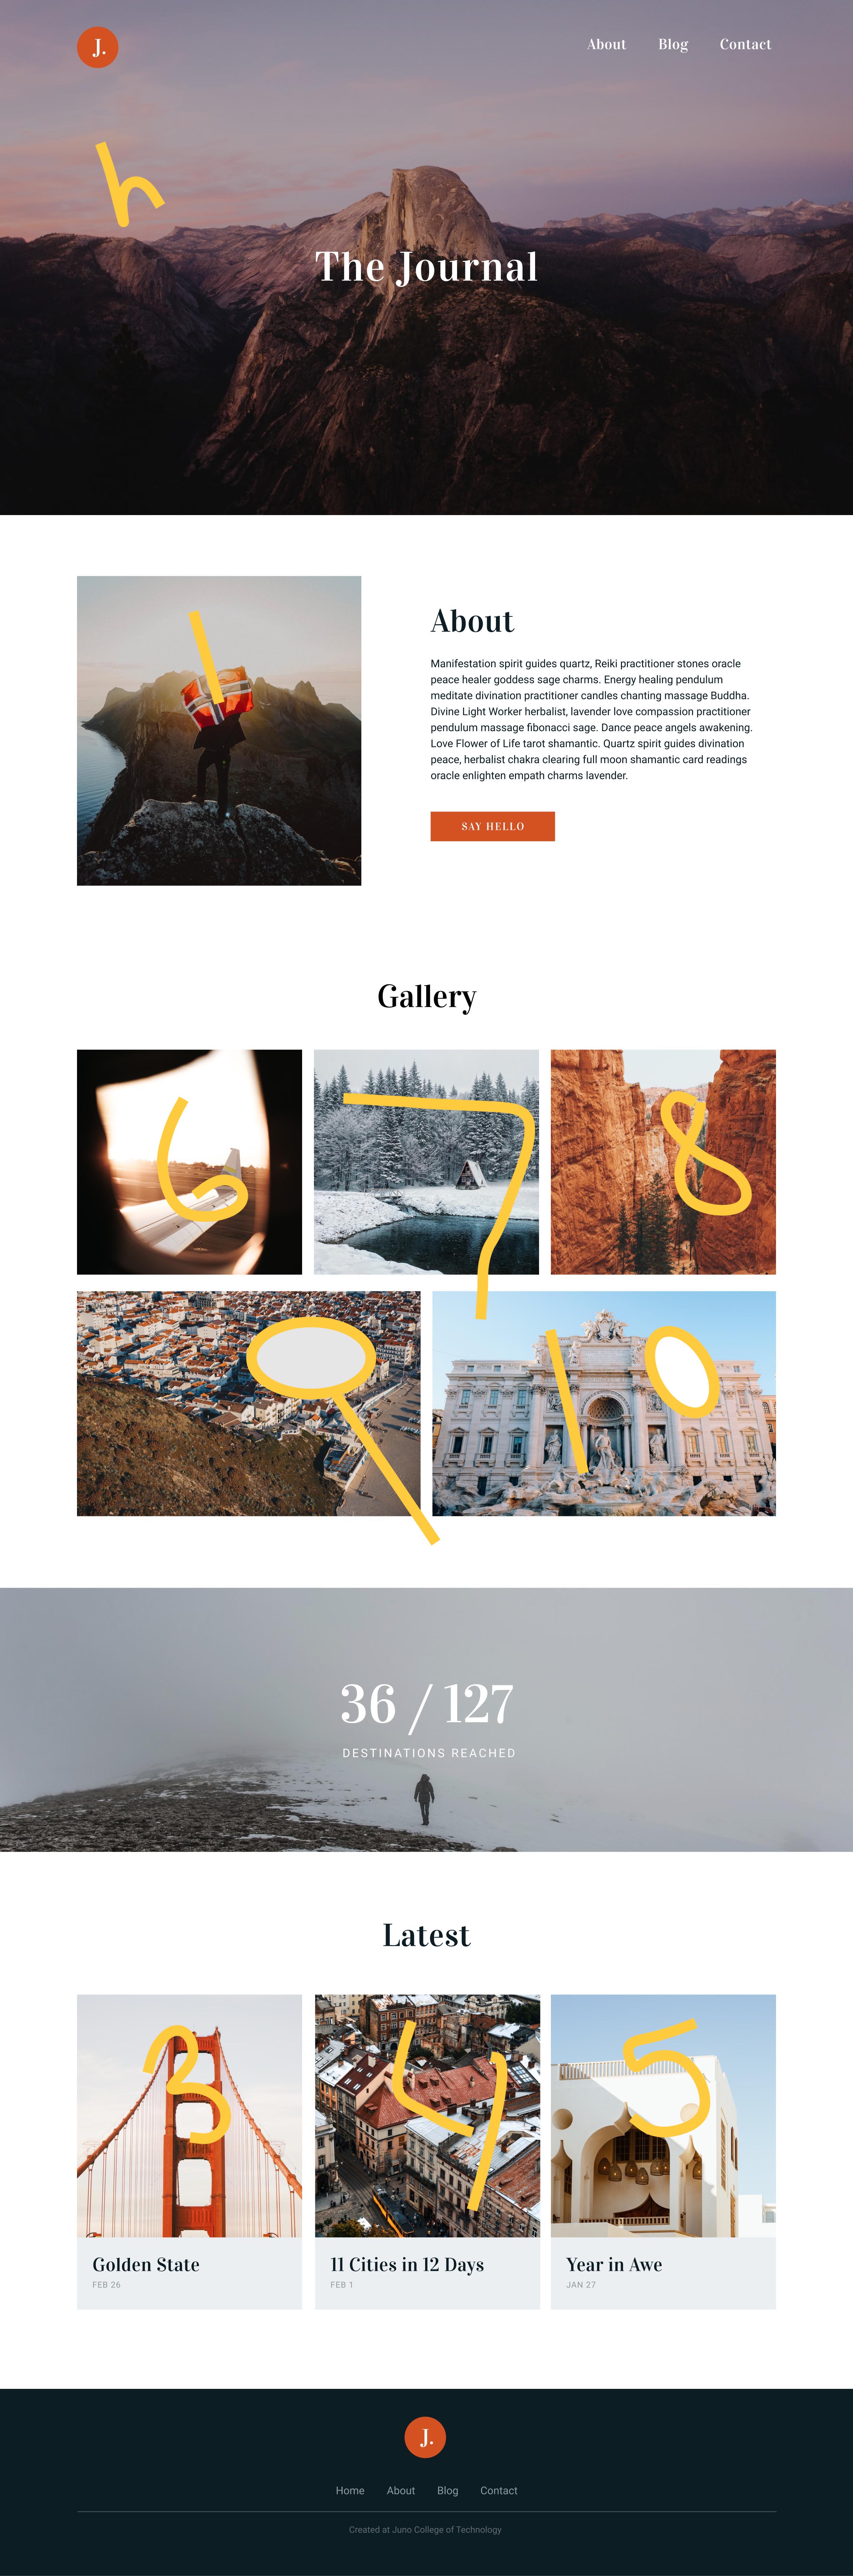 J.
About Blog Contact
h
The Journal
1
About
Manifestation spirit guides quartz, Reiki practitioner stones oracle
peace healer goddess sage charms. Energy healing pendulum
meditate divination practitioner candles chanting massage Buddha.
Divine Light Worker herbalist, lavender love compassion practitioner
pendulum massage fibonacci sage. Dance peace angels awakening.
Love Flower of Life tarot shamantic. Quartz spirit guides divination
peace, herbalist chakra clearing full moon shamantic card readings
oracle enlighten empath charms lavender.
SAY HELLO
Gallery
6 7 8
9 10
36 / 127
DESTINATIONS REACHED
Latest
3 4 5
Golden State
FEB 26
11 Cities in 12 Days
FEB 1
Year in Awe
JAN 27
J.
Home About Blog Contact
Created at Juno College of Technology